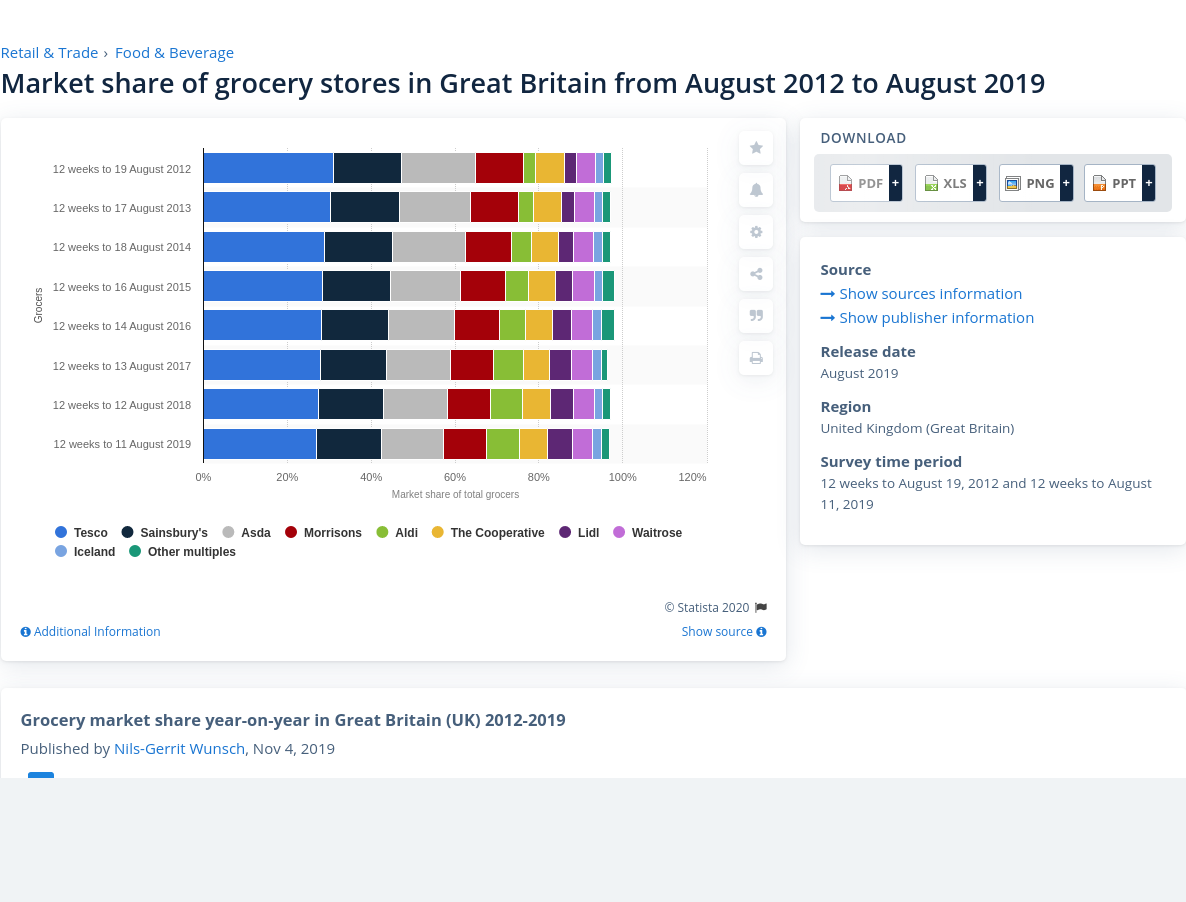 Retail & Trade › Food & Beverage
Market share of grocery stores in Great Britain from August 2012 to August 2019
Grocers
12 weeks to 19 August 2012
12 weeks to 17 August 2013
12 weeks to 18 August 2014
12 weeks to 16 August 2015
12 weeks to 14 August 2016
12 weeks to 13 August 2017
12 weeks to 12 August 2018
12 weeks to 11 August 2019
0% 20% 40% 60% 80% 100% 120%
Market share of total grocers
Tesco Sainsbury's Asda Morrisons Aldi The Cooperative Lidl Waitrose
Iceland Other multiples
© Statista 2020
Additional Information Show source
DOWNLOAD
PDF + XLS + PNG + PPT +
Source
Show sources information
Show publisher information
Release date
August 2019
Region
United Kingdom (Great Britain)
Survey time period
12 weeks to August 19, 2012 and 12 weeks to August
11, 2019
Grocery market share year-on-year in Great Britain (UK) 2012-2019
Published by Nils-Gerrit Wunsch, Nov 4, 2019